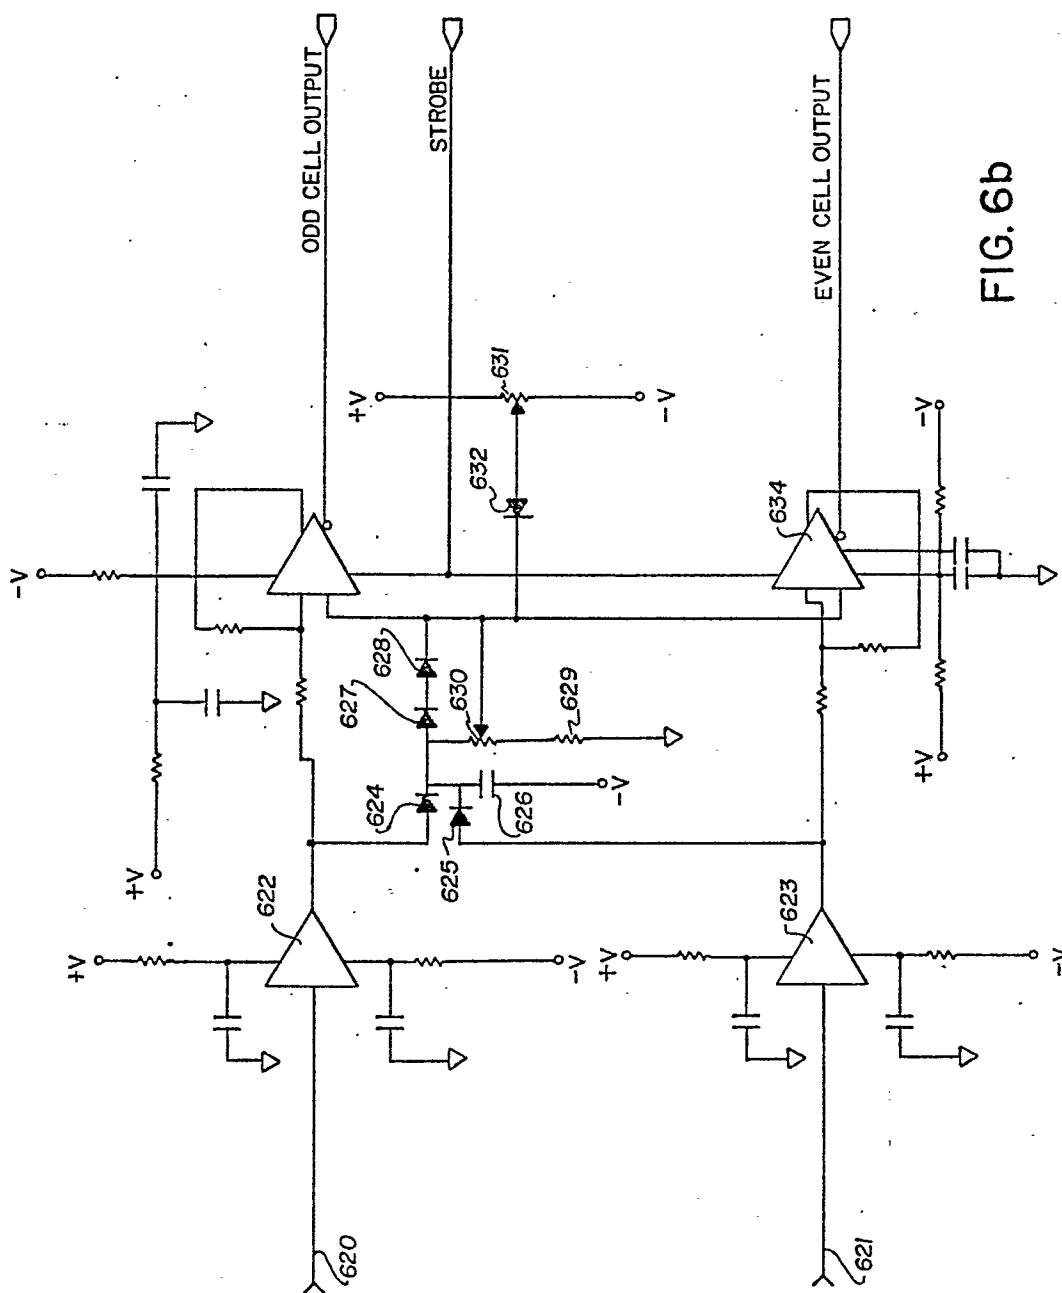 ODD CELL OUTPUT
STROBE
EVEN CELL OUTPUT
-V
+V
+V
-V
631
632
634
-V
628
627
630
629
624
626
-V
625
+V
+V
622
-V
+V
623
-V
620
621
FIG. 6b